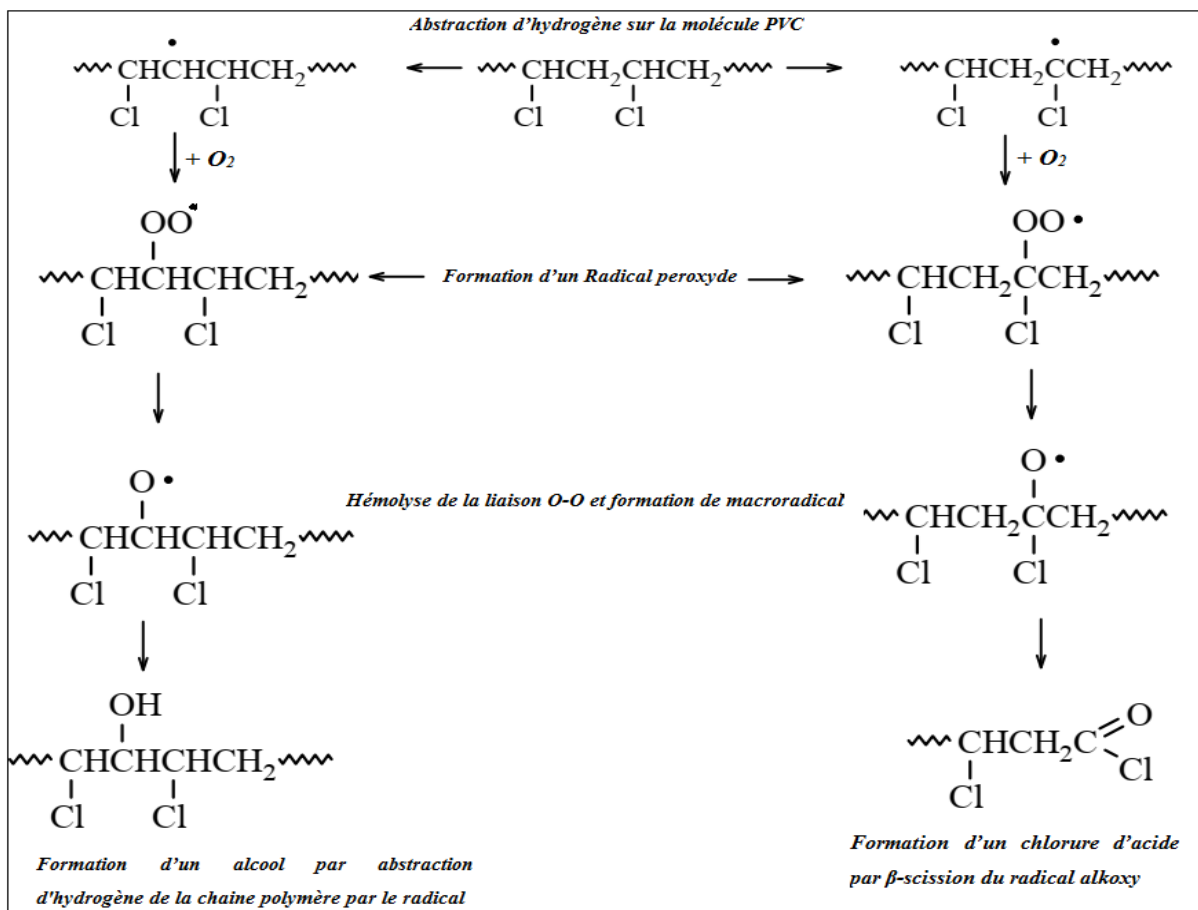 Abstraction d'hydrogène sur la molécule PVC
CHCHCHCH₂ CHCH₂CHCH₂ CHCH₂CCH₂
Cl Cl Cl Cl Cl Cl
+ O₂ + O₂
OO• OO•
CHCHCHCH₂ Formation d'un Radical peroxyde CHCH₂CCH₂
Cl Cl Cl Cl
O• O•
Hémolyse de la liaison O-O et formation de macroradical
CHCHCHCH₂ CHCH₂CCH₂
Cl Cl Cl Cl
OH O
CHCHCHCH₂ CHCH₂C
Cl Cl Cl Cl
Formation d'un alcool par abstraction
d'hydrogène de la chaine polymère par le radical
Formation d'un chlorure d'acide
par β-scission du radical alkoxy